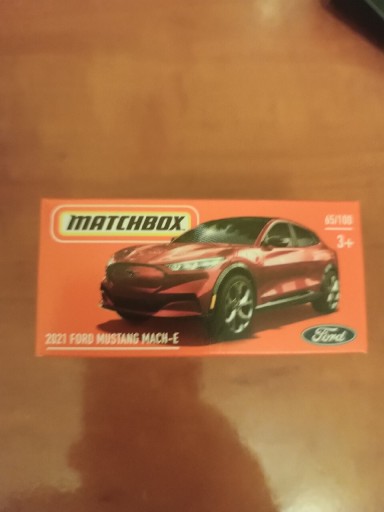 MATCHBOX
65/100
3+
2021 FORD MUSTANG MACH-E
Ford